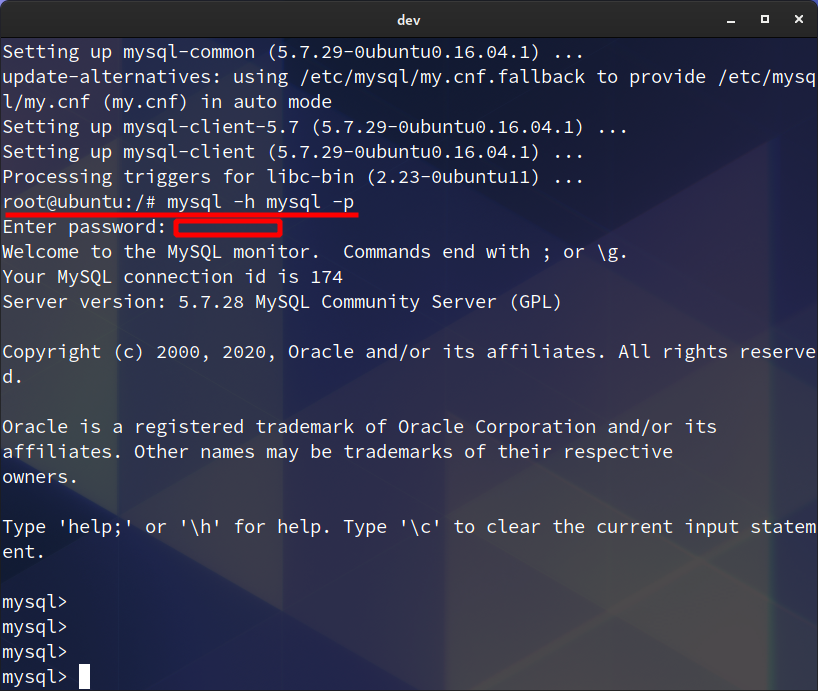 dev
Setting up mysql-common (5.7.29-0ubuntu0.16.04.1) ...
update-alternatives: using /etc/mysql/my.cnf.fallback to provide /etc/mysq
l/my.cnf (my.cnf) in auto mode
Setting up mysql-client-5.7 (5.7.29-0ubuntu0.16.04.1) ...
Setting up mysql-client (5.7.29-0ubuntu0.16.04.1) ...
Processing triggers for libc-bin (2.23-0ubuntu11) ...
root@ubuntu:/# mysql -h mysql -p
Enter password:
Welcome to the MySQL monitor.  Commands end with ; or \g.
Your MySQL connection id is 174
Server version: 5.7.28 MySQL Community Server (GPL)
Copyright (c) 2000, 2020, Oracle and/or its affiliates. All rights reserve
d.
Oracle is a registered trademark of Oracle Corporation and/or its
affiliates. Other names may be trademarks of their respective
owners.
Type 'help;' or '\h' for help. Type '\c' to clear the current input statem
ent.
mysql>
mysql>
mysql>
mysql>